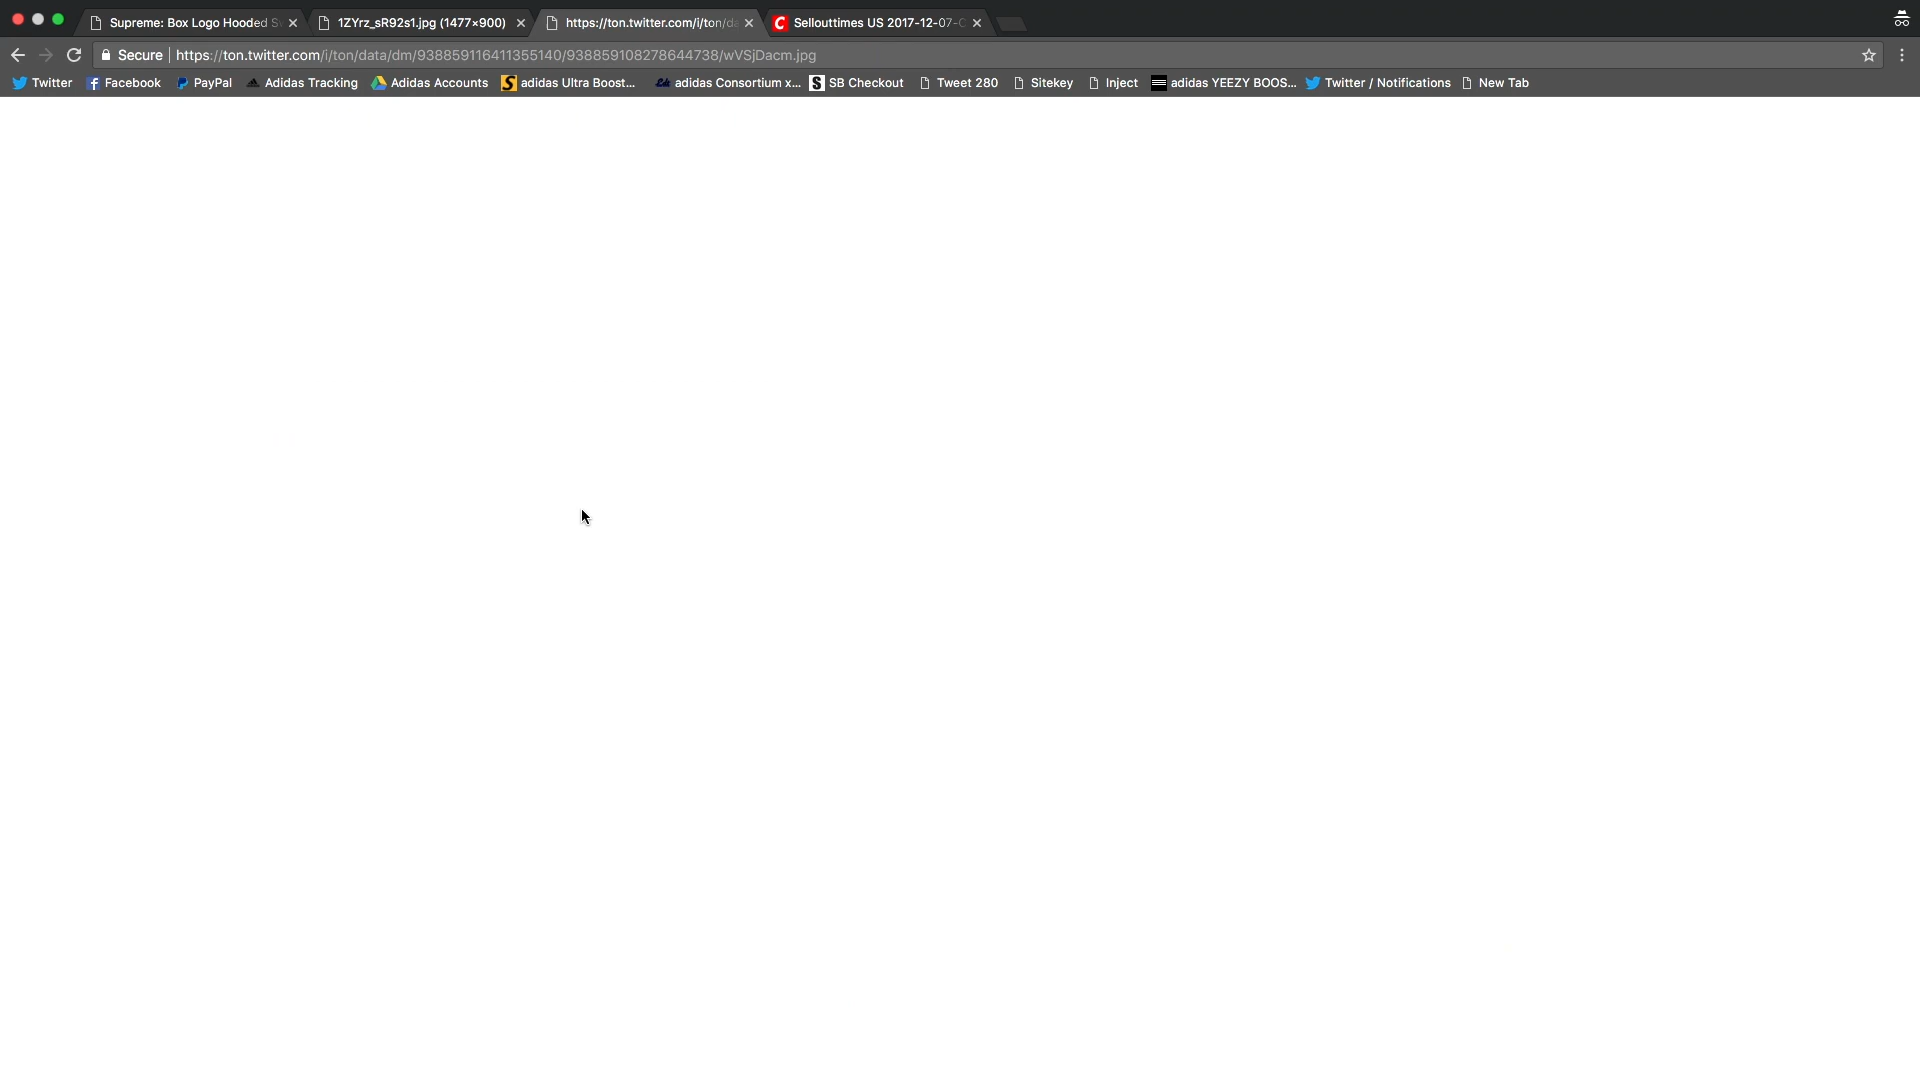 Supreme: Box Logo Hooded S
1ZYrz_sR92s1.jpg (1477×900)
https://ton.twitter.com/i/ton/da
Sellouttimes US 2017-12-07-C
Secure
https://ton.twitter.com/i/ton/data/dm/938859116411355140/938859108278644738/wVSjDacm.jpg
Twitter
Facebook
PayPal
Adidas Tracking
Adidas Accounts
adidas Ultra Boost...
adidas Consortium x...
SB Checkout
Tweet 280
Sitekey
Inject
adidas YEEZY BOOS...
Twitter / Notifications
New Tab